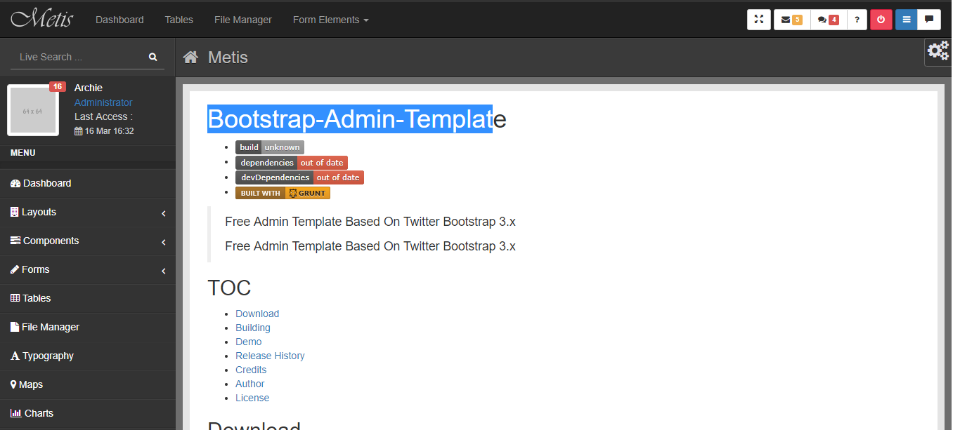 Metis Dashboard Tables File Manager Form Elements 5 4 ?
Live Search ...
Metis
16
Archie
Administrator
Last Access :
16 Mar 16:32
MENU
Dashboard
Layouts
Components
Forms
Tables
File Manager
Typography
Maps
Charts
Bootstrap-Admin-Template
build unknown
dependencies out of date
devDependencies out of date
BUILT WITH GRUNT
Free Admin Template Based On Twitter Bootstrap 3.x
Free Admin Template Based On Twitter Bootstrap 3.x
TOC
Download
Building
Demo
Release History
Credits
Author
License
Download